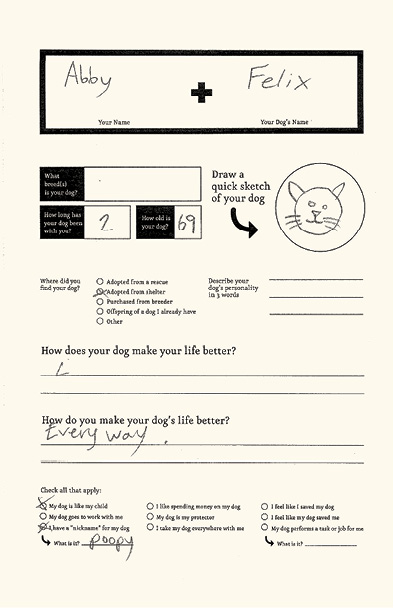 Abby + Felix
Your Name Your Dog's Name
What breed(s) is your dog?
Draw a quick sketch of your dog
How long has your dog been with you? 2 How old is your dog? 69
Where did you find your dog?
Adopted from a rescue
Adopted from shelter
Purchased from breeder
Offspring of a dog I already have
Other
Describe your dog's personality in 3 words
How does your dog make your life better?
L
How do you make your dog's life better?
Every way.
Check all that apply:
My dog is like my child
My dog goes to work with me
I have a "nickname" for my dog
What is it? Poopy
I like spending money on my dog
My dog is my protector
I take my dog everywhere with me
I feel like I saved my dog
I feel like my dog saved me
My dog performs a task or job for me
What is it?